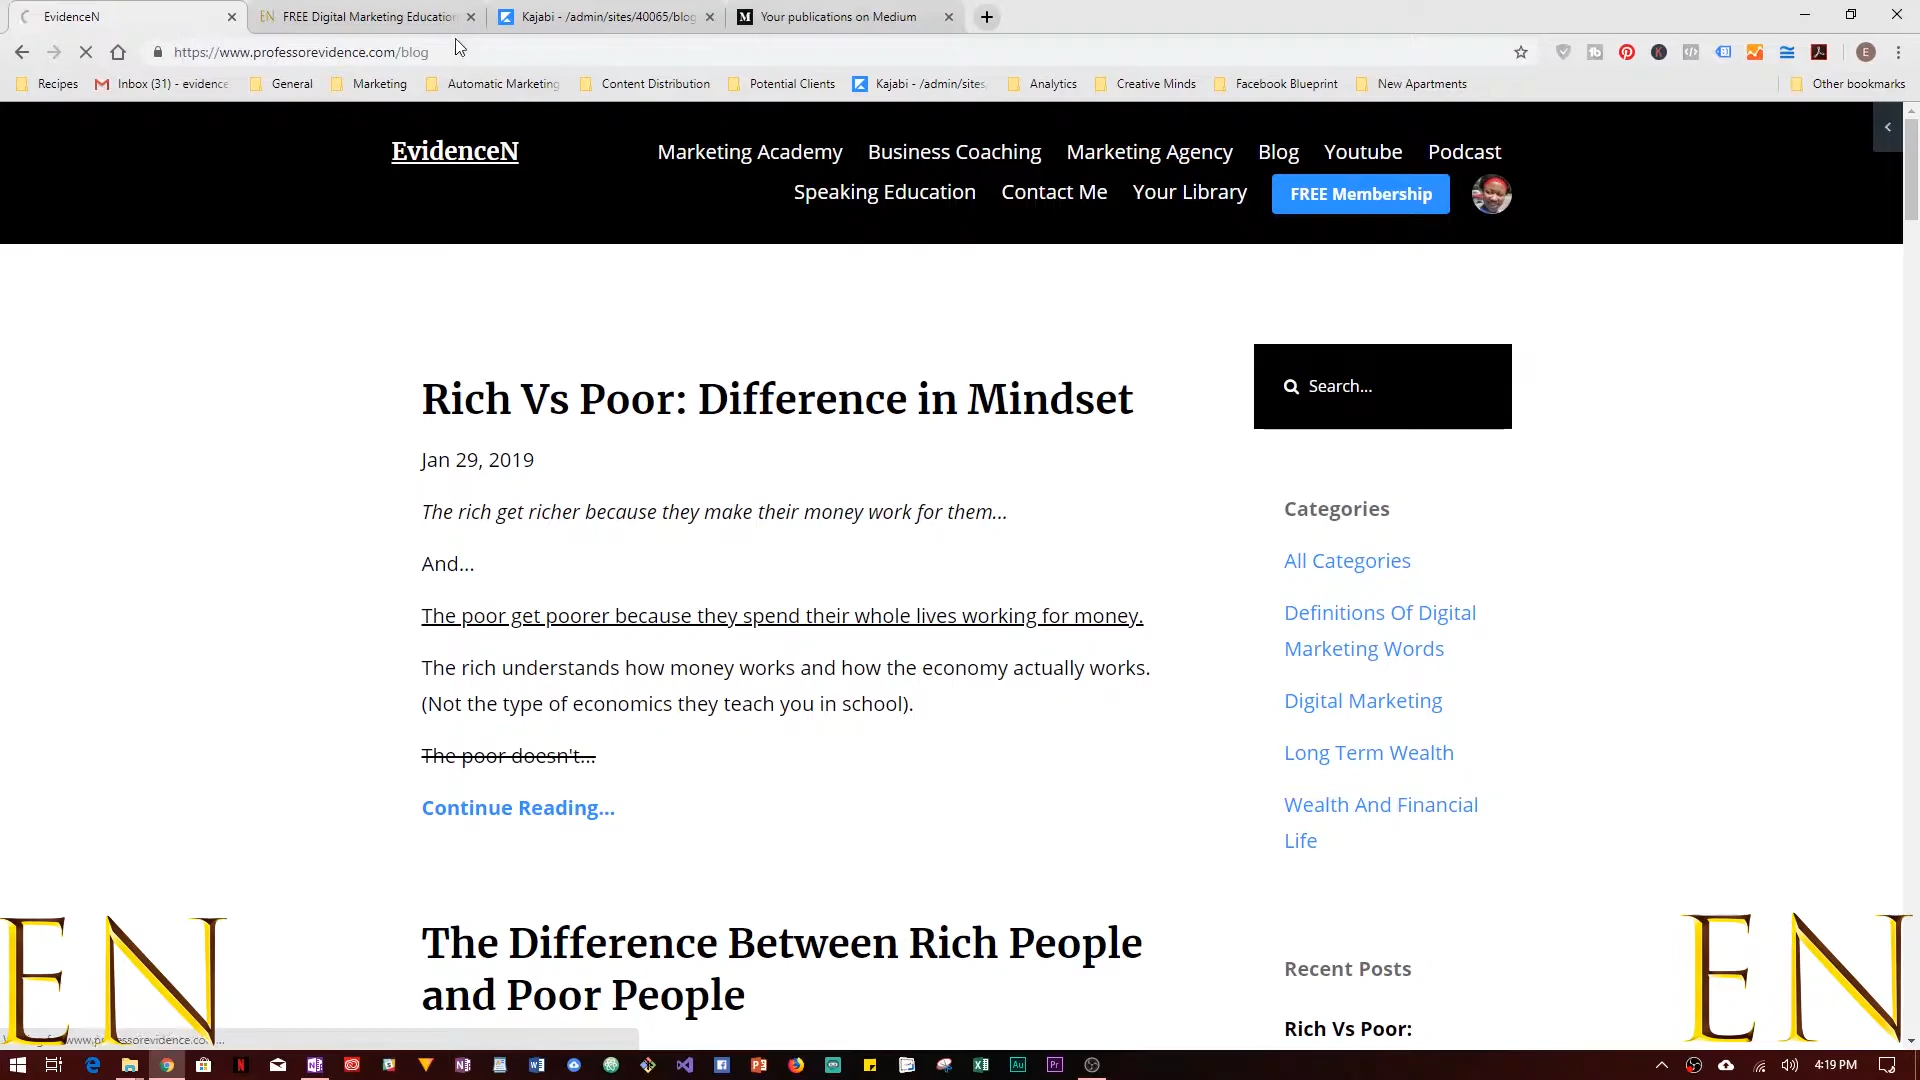 EvidenceN
FREE Digital Marketing Education
Kajabi - /admin/sites/40065/blog
Your publications on Medium
https://www.professorevidence.com/blog
Recipes
Inbox (31) - evidence
General
Marketing
Automatic Marketing
Content Distribution
Potential Clients
Kajabi - /admin/sites
Analytics
Creative Minds
Facebook Blueprint
New Apartments
Other bookmarks
EvidenceN
Marketing Academy Business Coaching Marketing Agency Blog Youtube Podcast
Speaking Education Contact Me Your Library FREE Membership
Rich Vs Poor: Difference in Mindset
Jan 29, 2019
The rich get richer because they make their money work for them...
And...
The poor get poorer because they spend their whole lives working for money.
The rich understands how money works and how the economy actually works.
(Not the type of economics they teach you in school).
The poor doesn't...
Continue Reading...
The Difference Between Rich People
and Poor People
Search...
Categories
All Categories
Definitions Of Digital
Marketing Words
Digital Marketing
Long Term Wealth
Wealth And Financial
Life
Recent Posts
Rich Vs Poor:
EN
EN
4:19 PM